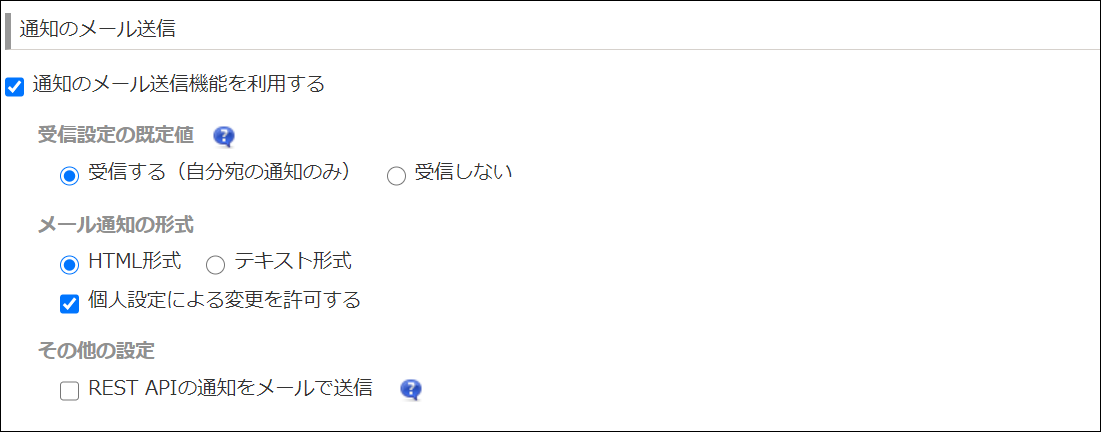 通知のメール送信
通知のメール送信機能を利用する
受信設定の既定値
受信する（自分宛の通知のみ） 受信しない
メール通知の形式
HTML形式 テキスト形式
個人設定による変更を許可する
その他の設定
REST APIの通知をメールで送信